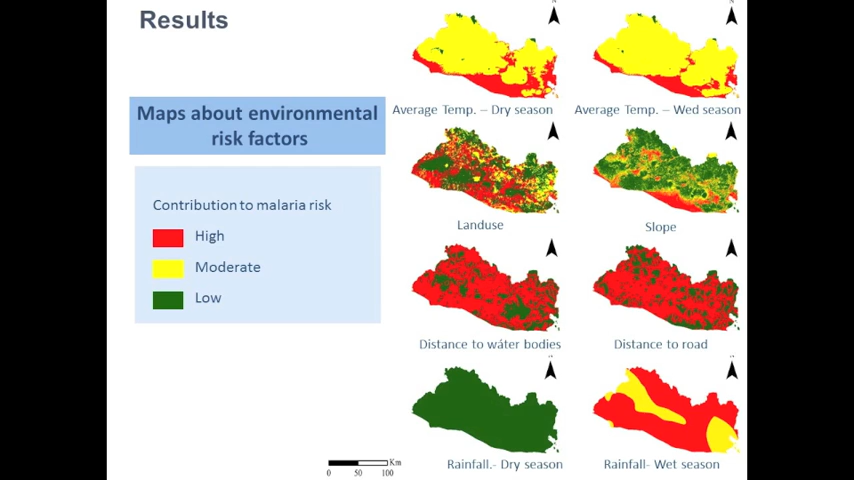 Results
Maps about environmental
risk factors
Contribution to malaria risk
High
Moderate
Low
Average Temp. – Dry season
Average Temp. – Wed season
Landuse
Slope
Distance to wáter bodies
Distance to road
Rainfall.- Dry season
Rainfall- Wet season
Km
0 50 100